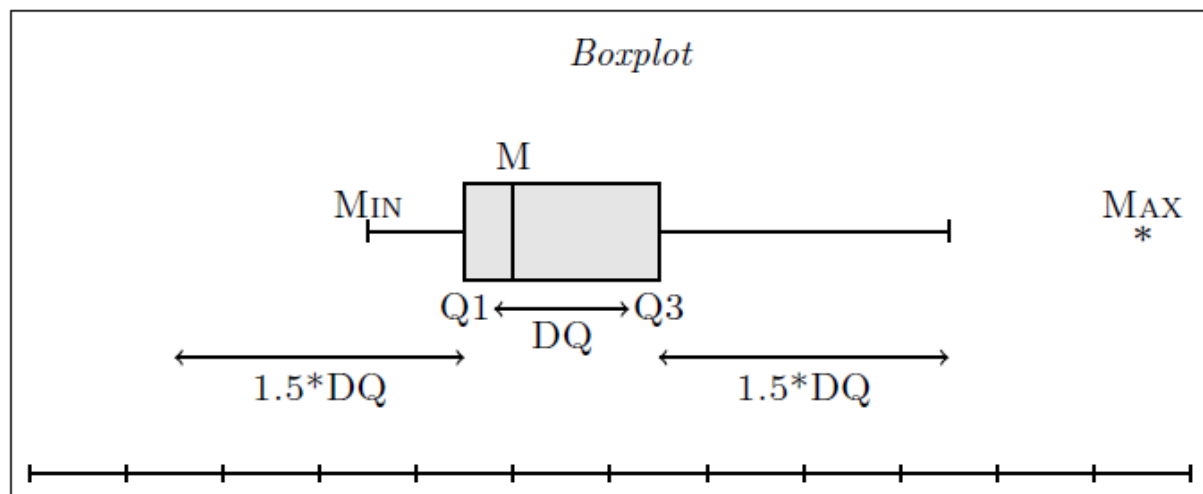 Boxplot
M
MIN
MAX
*
Q1
Q3
DQ
1.5*DQ
1.5*DQ